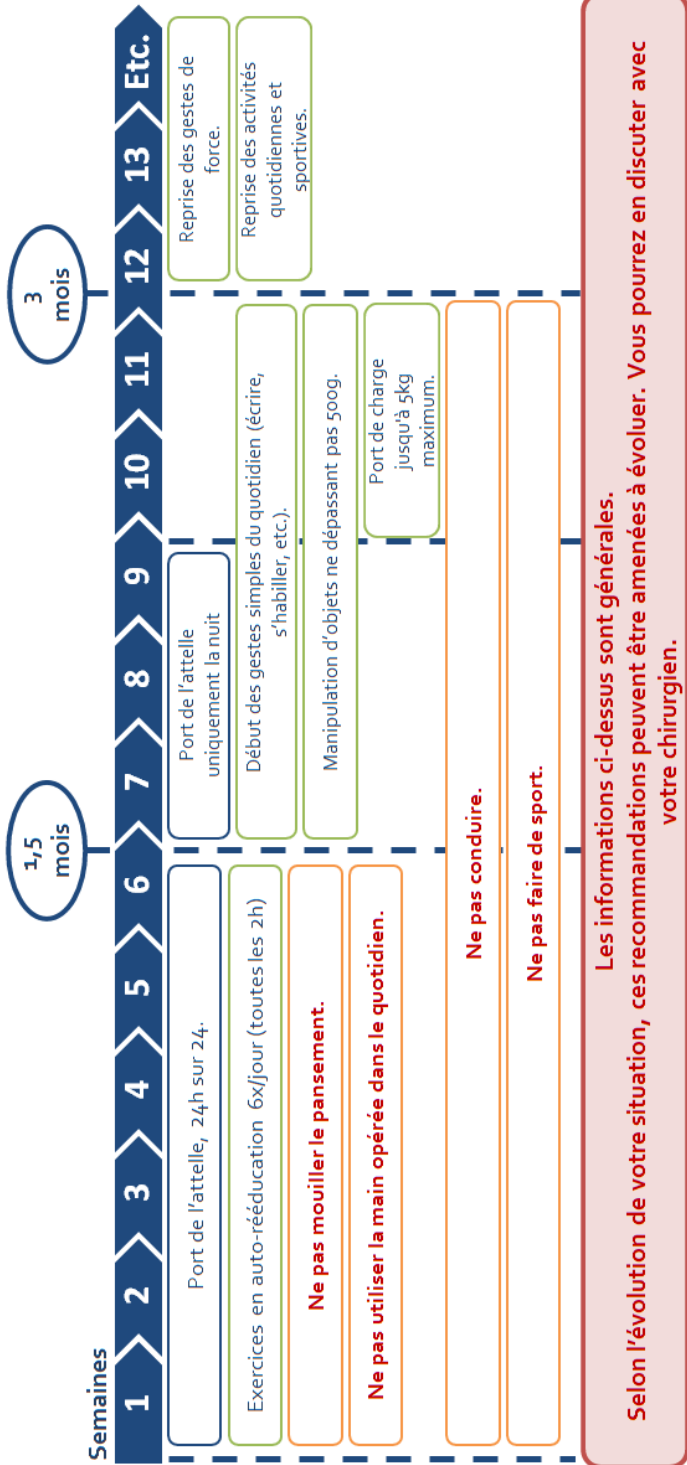 Semaines
1,5
mois
3
mois
1 2 3 4 5 6 7 8 9 10 11 12 13 Etc.
Port de l'attelle, 24h sur 24.
Exercices en auto-rééducation 6x/jour (toutes les 2h)
Ne pas mouiller le pansement.
Ne pas utiliser la main opérée dans le quotidien.
Port de l'attelle
uniquement la nuit
Début des gestes simples du quotidien (écrire,
s'habiller, etc.).
Manipulation d'objets ne dépassant pas 500g.
Port de charge
jusqu'à 5kg
maximum.
Reprise des gestes de
force.
Reprise des activités
quotidiennes et
sportives.
Ne pas conduire.
Ne pas faire de sport.
Les informations ci-dessus sont générales.
Selon l'évolution de votre situation, ces recommandations peuvent être amenées à évoluer. Vous pourrez en discuter avec
votre chirurgien.